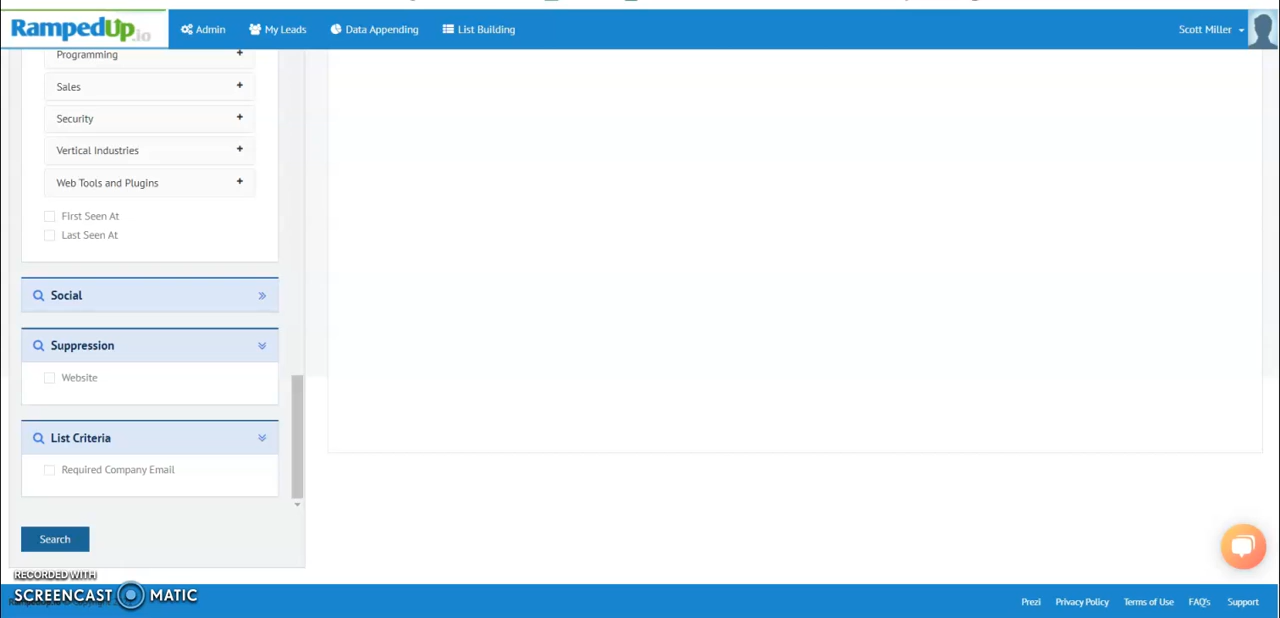 RampedUp.io Admin My Leads Data Appending List Building Scott Miller
Programming +
Sales +
Security +
Vertical Industries +
Web Tools and Plugins +
First Seen At
Last Seen At
Social
Suppression
Website
List Criteria
Required Company Email
Search
RECORDED WITH
SCREENCAST MATIC
Prezi Privacy Policy Terms of Use FAQ's Support